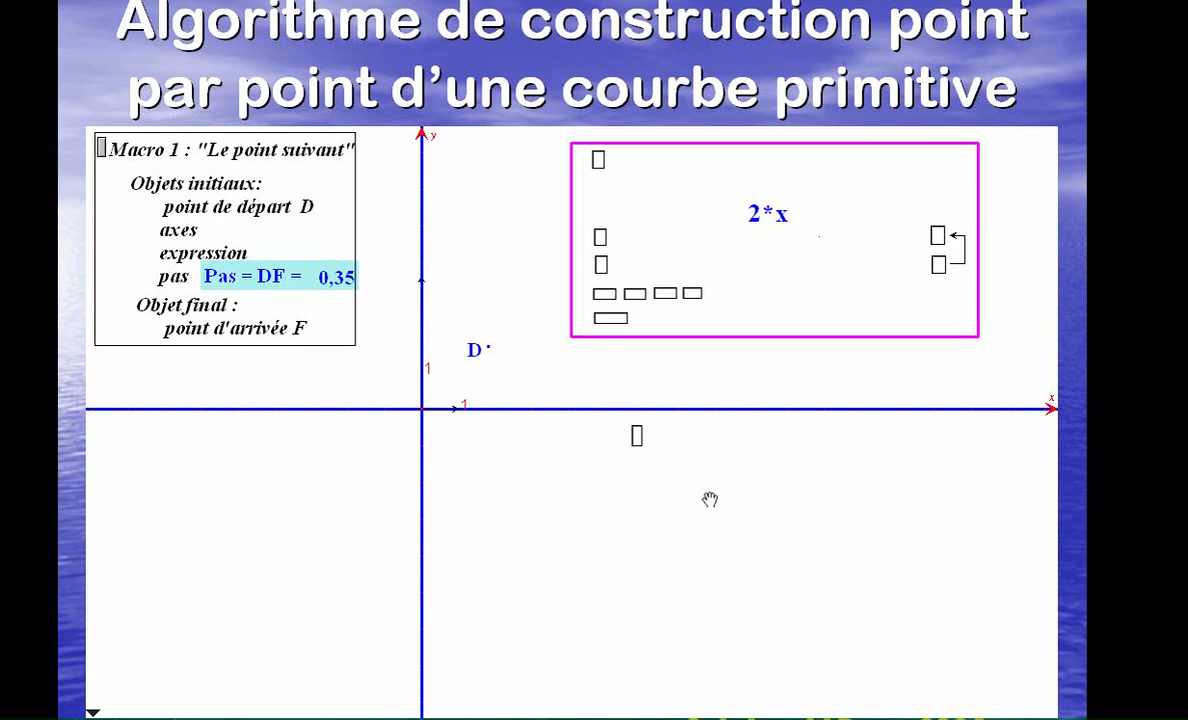 Algorithme de construction point
par point d’une courbe primitive
Macro 1 : "Le point suivant"
Objets initiaux:
point de départ D
axes
expression
pas Pas = DF = 0,35
Objet final :
point d'arrivée F
y
2*x
D
1
1
x